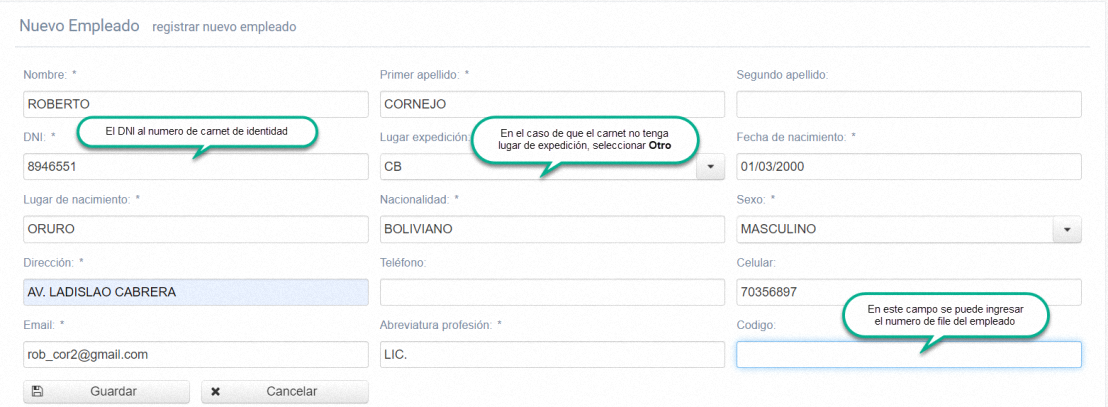 Nuevo Empleado registrar nuevo empleado
Nombre: * Primer apellido: * Segundo apellido:
ROBERTO CORNEJO
DNI: * El DNI al numero de carnet de identidad Lugar expedición: En el caso de que el carnet no tenga Fecha de nacimiento: *
lugar de expedición, seleccionar Otro
8946551 CB 01/03/2000
Lugar de nacimiento: * Nacionalidad: * Sexo: *
ORURO BOLIVIANO MASCULINO
Dirección: * Teléfono: Celular:
AV. LADISLAO CABRERA 70356897
En este campo se puede ingresar
Email: * Abreviatura profesión: * Codigo: el numero de file del empleado
rob_cor2@gmail.com LIC.
Guardar Cancelar